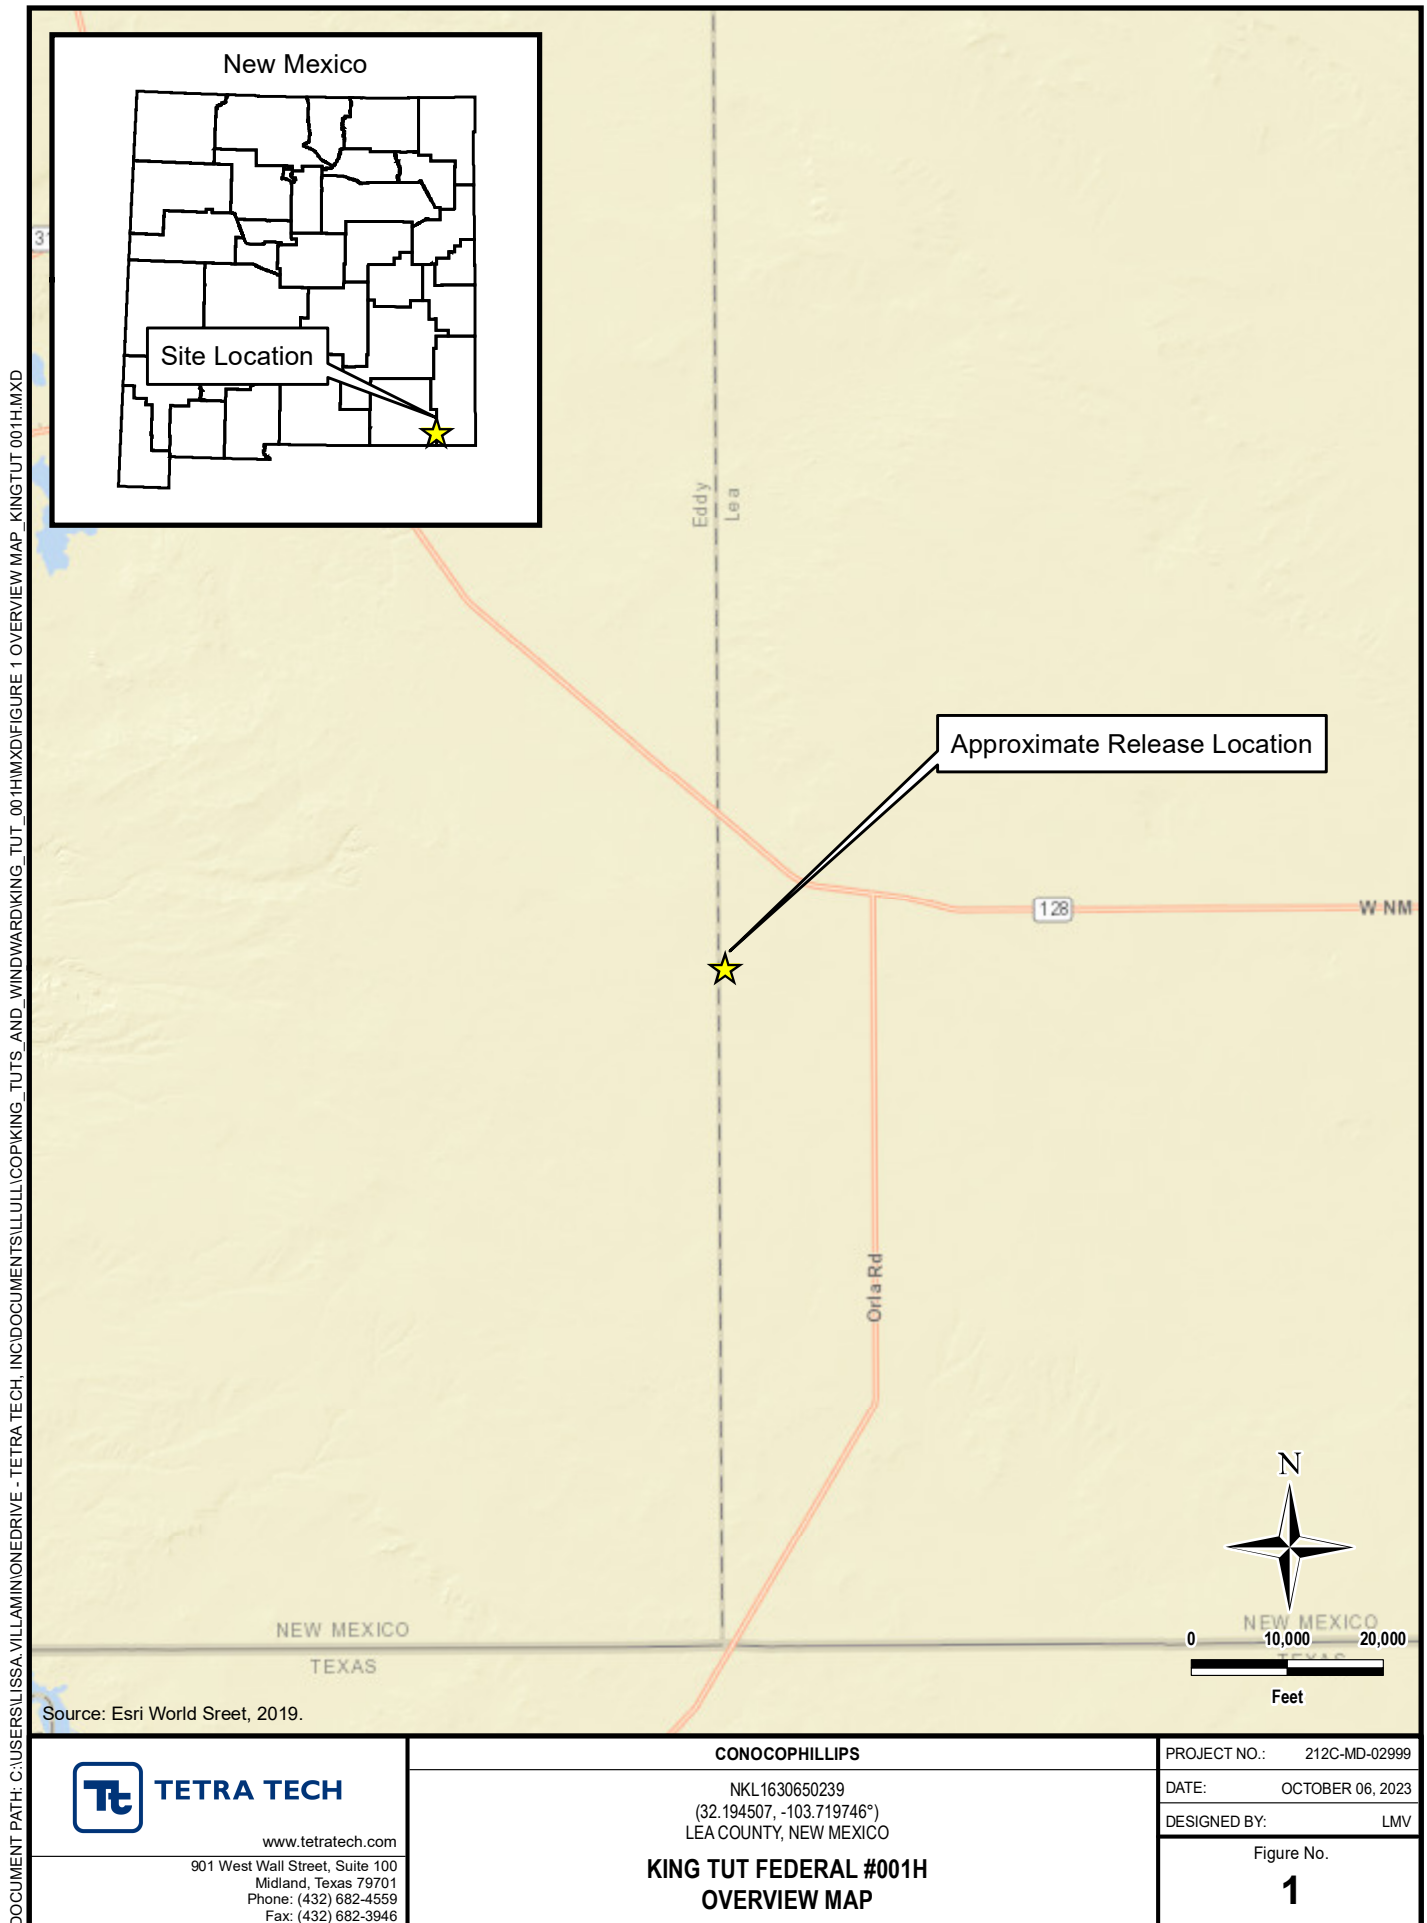 New Mexico
Site Location
31
Eddy
Lea
Approximate Release Location
128
W NM
Orla Rd
N
NEW MEXICO
TEXAS
NEW MEXICO
TEXAS
0 10,000 20,000
Feet
Source: Esri World Sreet, 2019.
DOCUMENT PATH: C:\USERS\LISSA.VILLAMIN\ONEDRIVE - TETRA TECH, INC\DOCUMENTS\LLULL\COP\KING_TUTS_AND_WINDWARD\KING_TUT_001H\MXD\FIGURE 1 OVERVIEW MAP_KINGTUT 001H.MXD
Tt TETRA TECH
www.tetratech.com
901 West Wall Street, Suite 100
Midland, Texas 79701
Phone: (432) 682-4559
Fax: (432) 682-3946
CONOCOPHILLIPS
NKL1630650239
(32.194507, -103.719746°)
LEA COUNTY, NEW MEXICO
KING TUT FEDERAL #001H
OVERVIEW MAP
PROJECT NO.: 212C-MD-02999
DATE: OCTOBER 06, 2023
DESIGNED BY: LMV
Figure No.
1